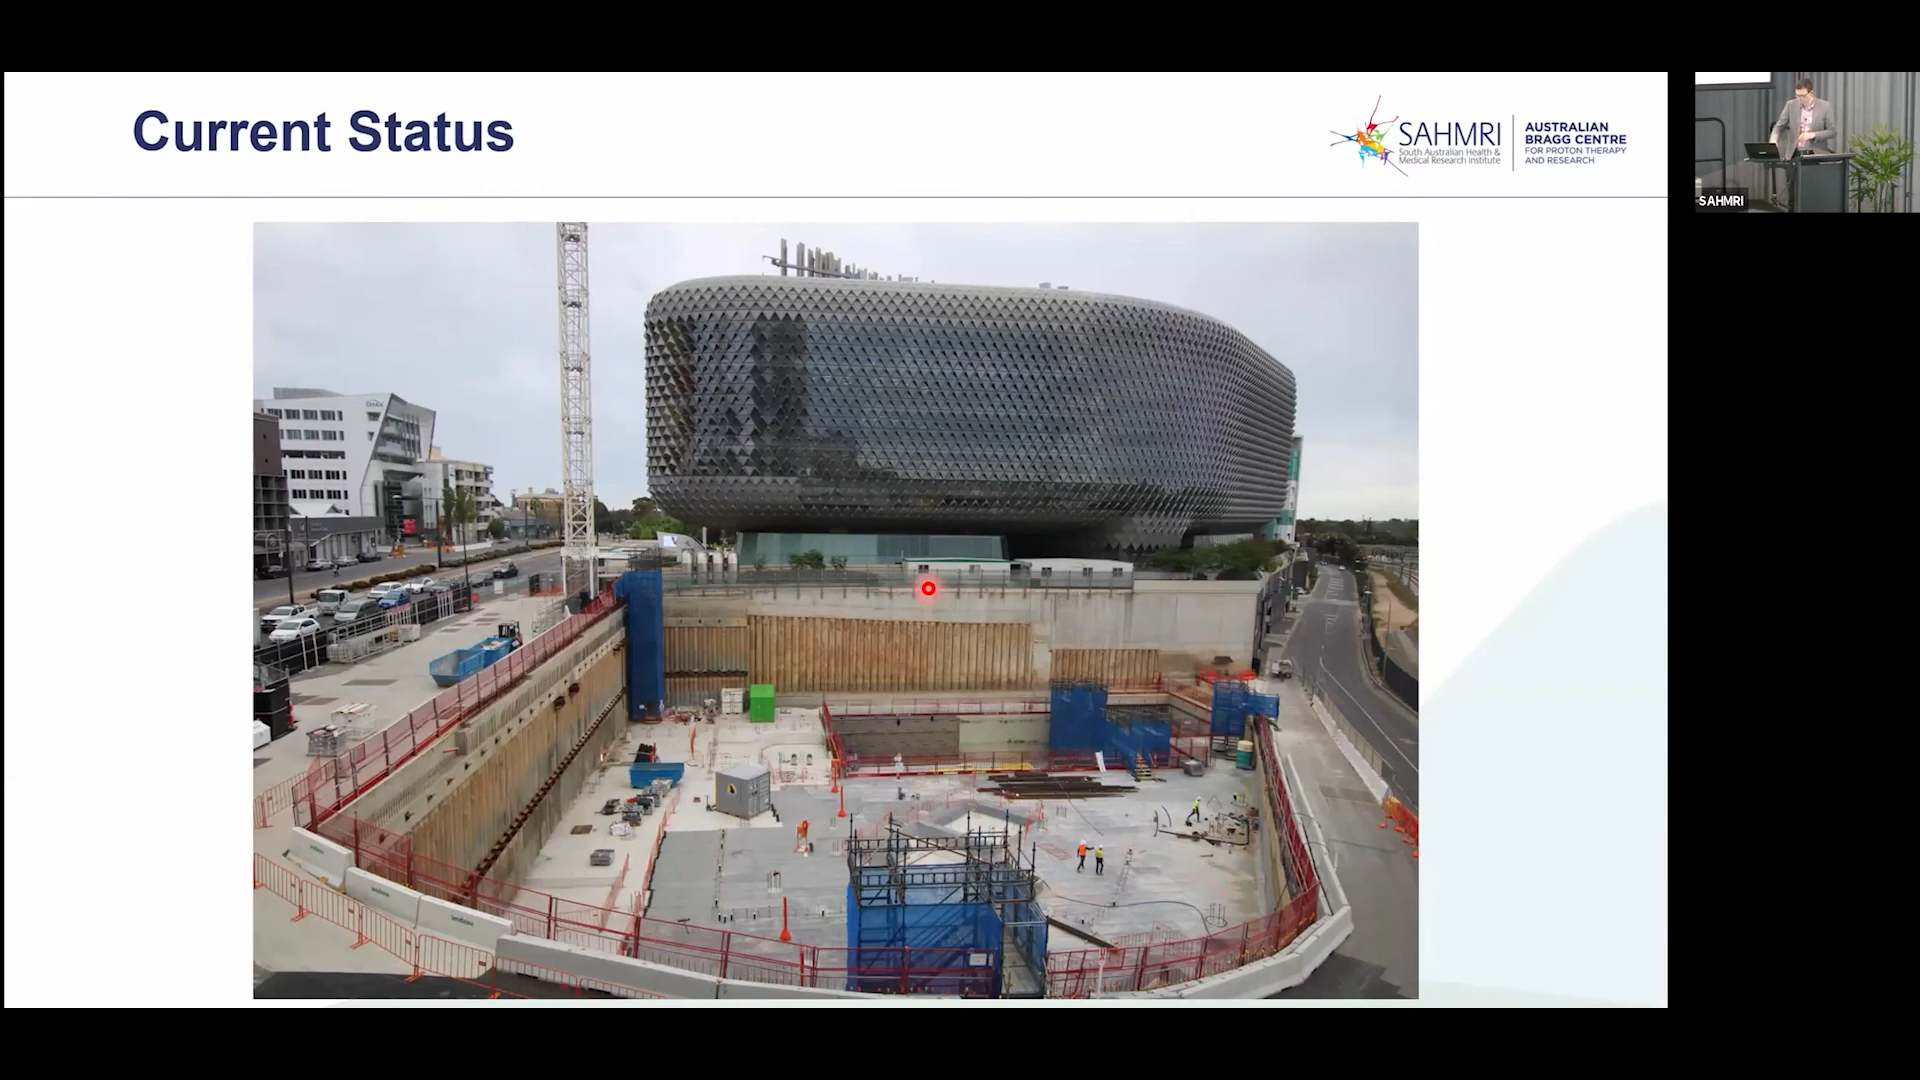 Current Status
SAHMRI
South Australian Health &
Medical Research Institute
AUSTRALIAN
BRAGG CENTRE
FOR PROTON THERAPY
AND RESEARCH
SAHMRI